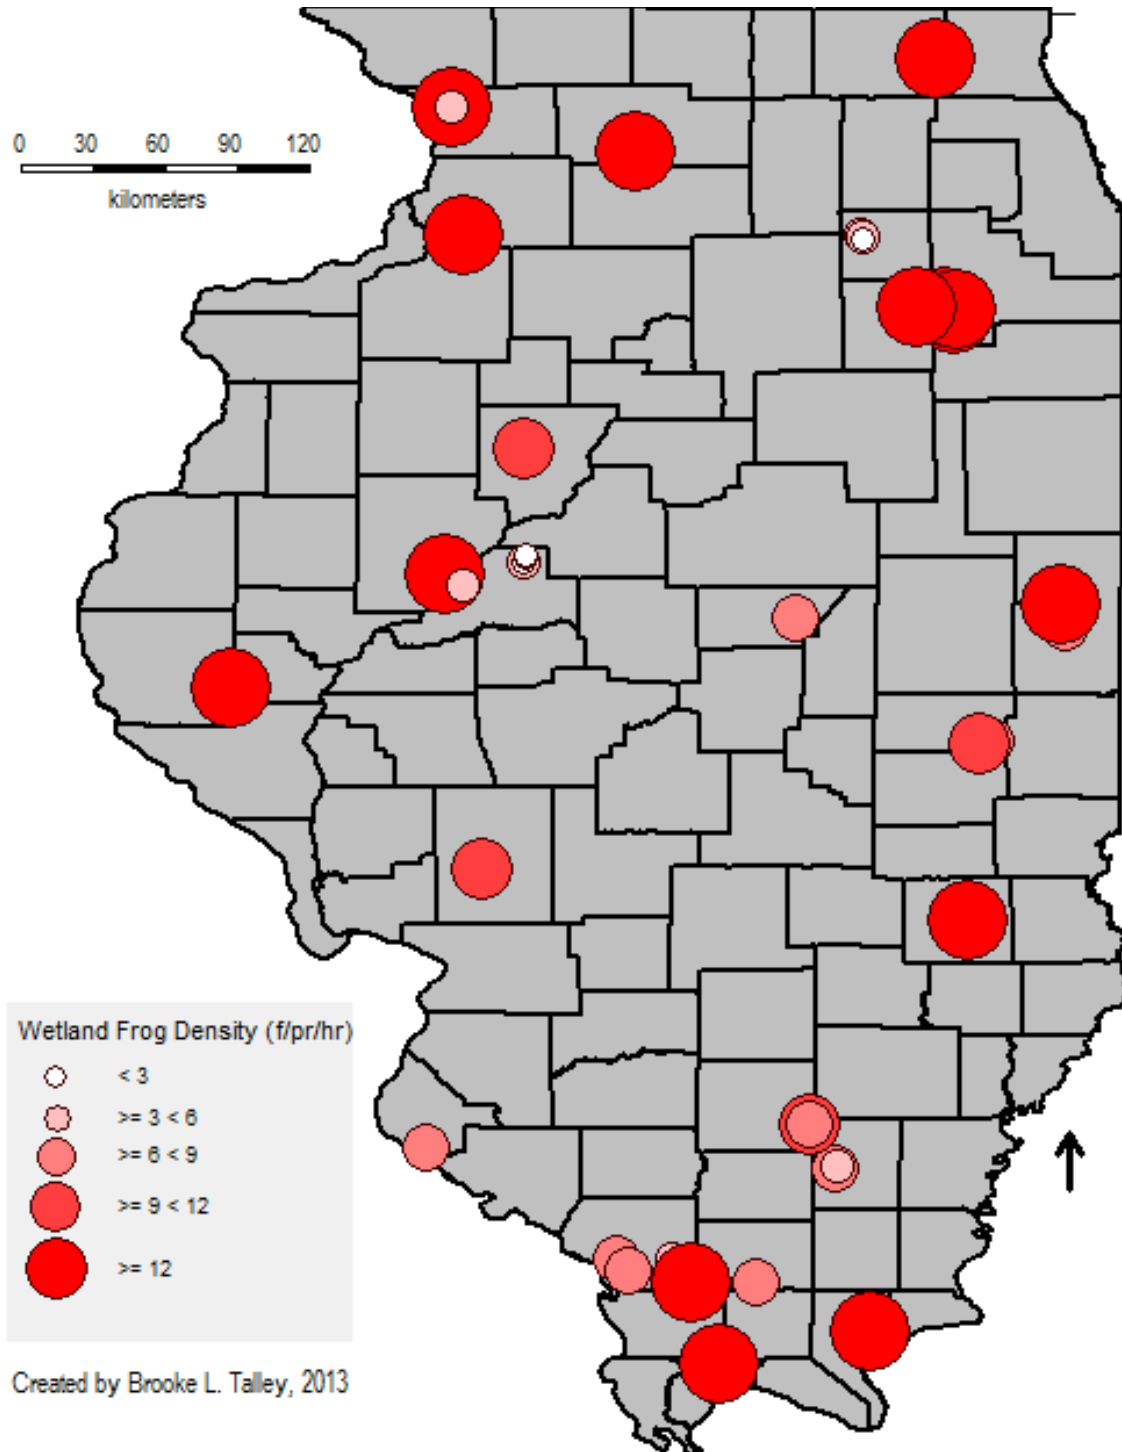 0 30 60 90 120
kilometers
Wetland Frog Density (f/pr/hr)
< 3
>= 3 < 6
>= 6 < 9
>= 9 < 12
>= 12
Created by Brooke L. Talley, 2013